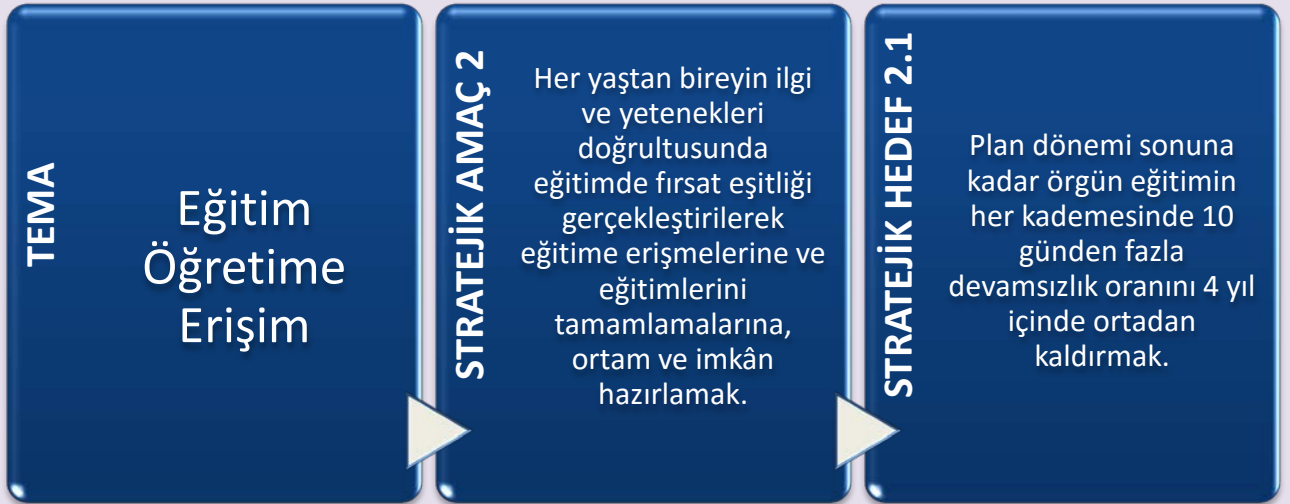 TEMA
Eğitim
Öğretime
Erişim
STRATEJİK AMAÇ 2
Her yaştan bireyin ilgi
ve yetenekleri
doğrultusunda
eğitimde fırsat eşitliği
gerçekleştirilerek
eğitime erişmelerine ve
eğitimlerini
tamamlamalarına,
ortam ve imkân
hazırlamak.
STRATEJİK HEDEF 2.1
Plan dönemi sonuna
kadar örgün eğitimin
her kademesinde 10
günden fazla
devamsızlık oranını 4 yıl
içinde ortadan
kaldırmak.